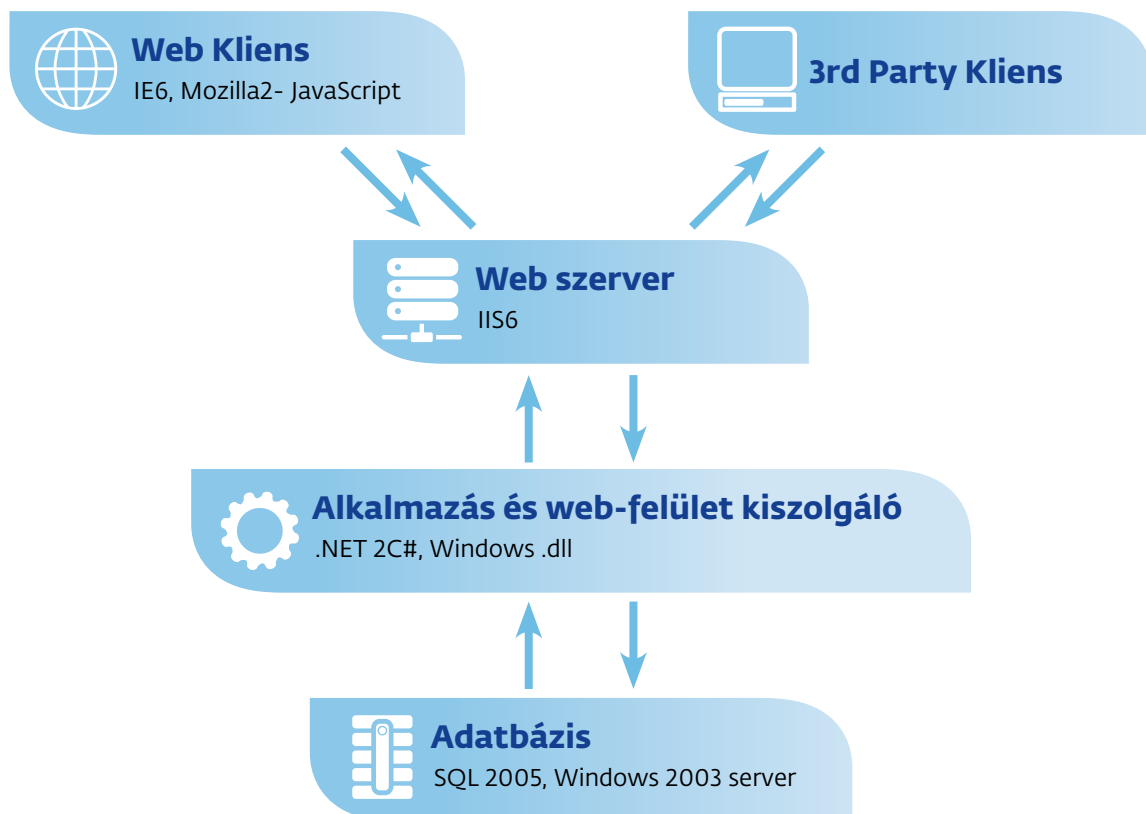 Web Kliens
IE6, Mozilla2- JavaScript
3rd Party Kliens
Web szerver
IIS6
Alkalmazás és web-felület kiszolgáló
.NET 2C#, Windows .dll
Adatbázis
SQL 2005, Windows 2003 server